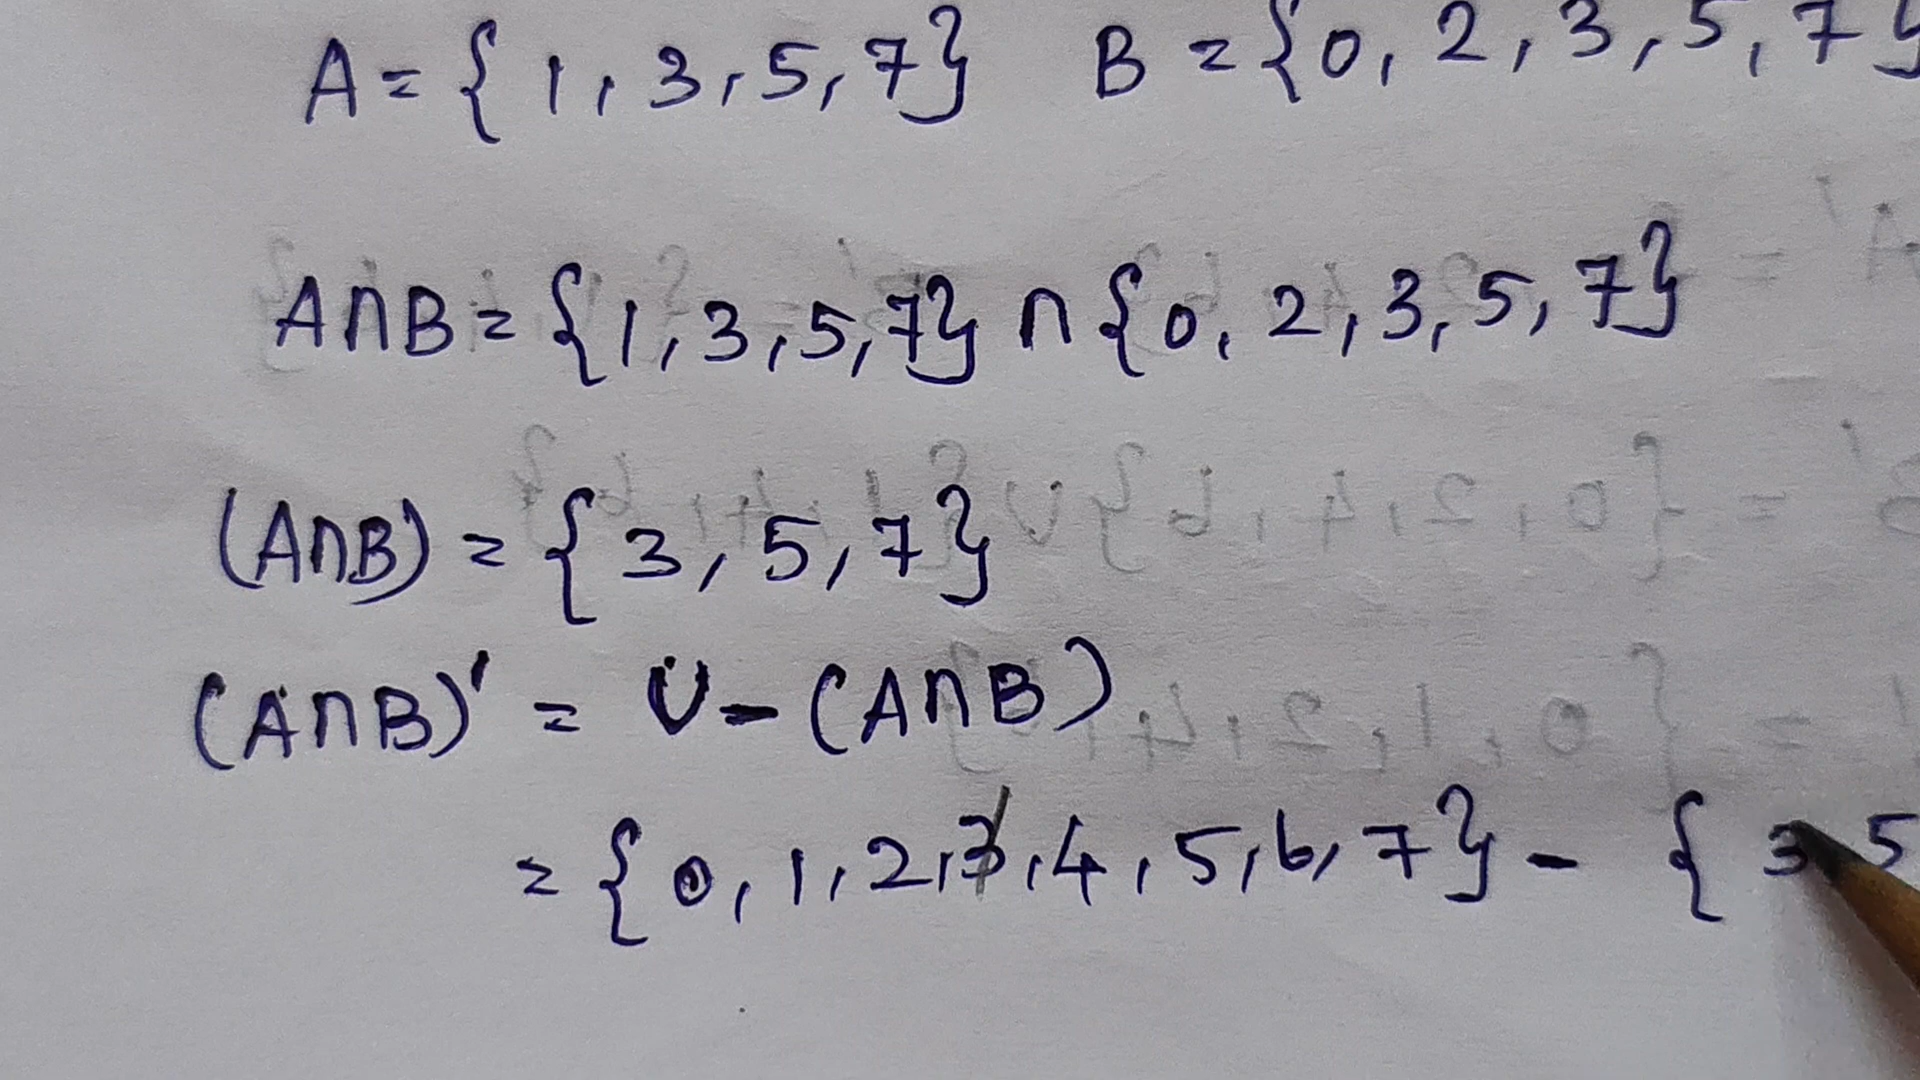 A = { 1, 3, 5, 7} B = {0, 2, 3, 5, 7}
A∩B = {1, 3, 5, 7} ∩ {0, 2, 3, 5, 7}
(A∩B) = { 3, 5, 7}
(A∩B)' = U - (A∩B)
= { 0, 1, 2, 3, 4, 5, 6, 7} - { 3 5